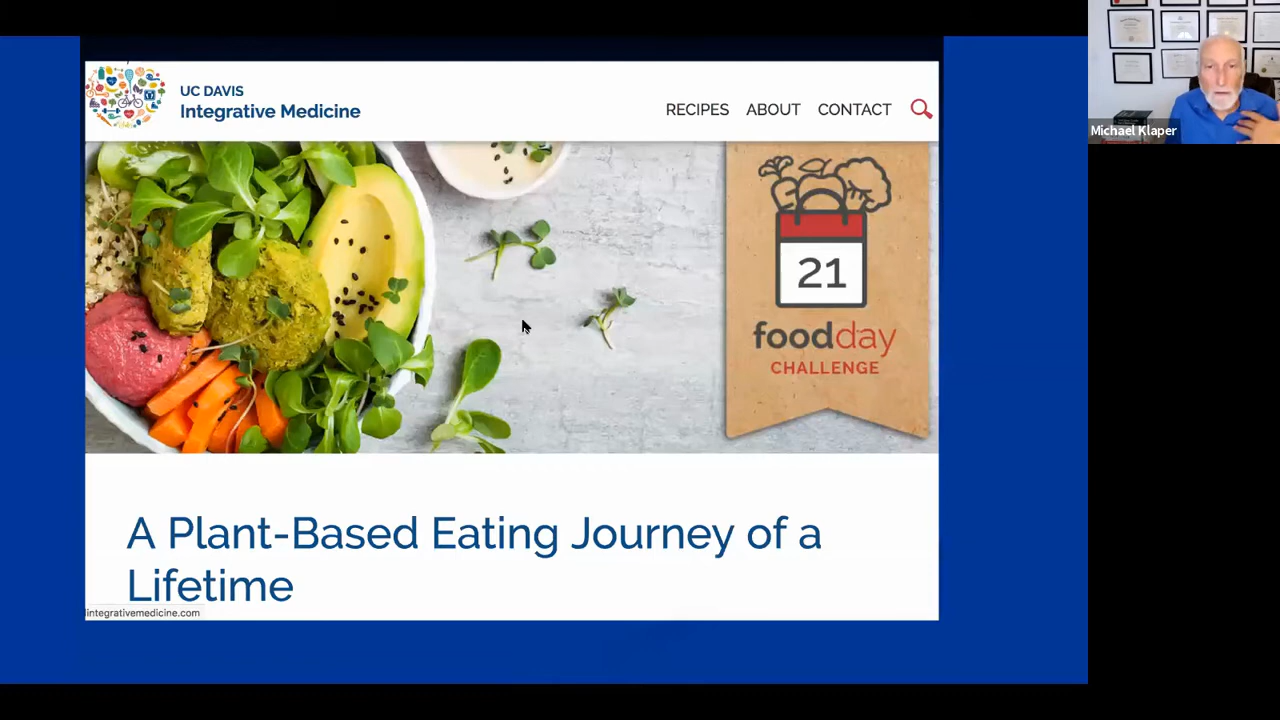 UC DAVIS
Integrative Medicine
RECIPES ABOUT CONTACT
Michael Klaper
21
foodday
CHALLENGE
A Plant-Based Eating Journey of a
Lifetime
integrativemedicine.com